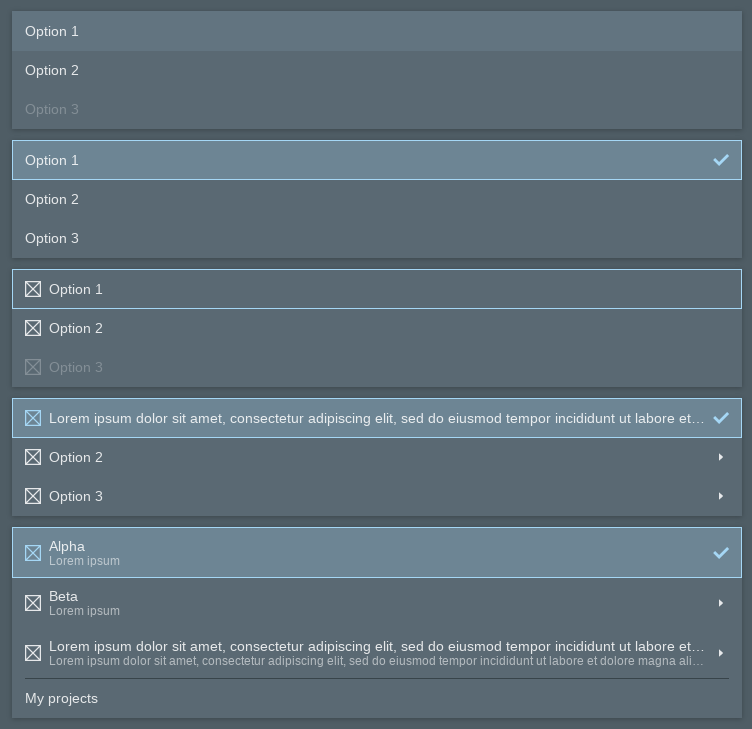 Option 1
Option 2
Option 3
Option 1
Option 2
Option 3
Option 1
Option 2
Option 3
Lorem ipsum dolor sit amet, consectetur adipiscing elit, sed do eiusmod tempor incididunt ut labore et…
Option 2
Option 3
Alpha
Lorem ipsum
Beta
Lorem ipsum
Lorem ipsum dolor sit amet, consectetur adipiscing elit, sed do eiusmod tempor incididunt ut labore et…
Lorem ipsum dolor sit amet, consectetur adipiscing elit, sed do eiusmod tempor incididunt ut labore et dolore magna ali…
My projects